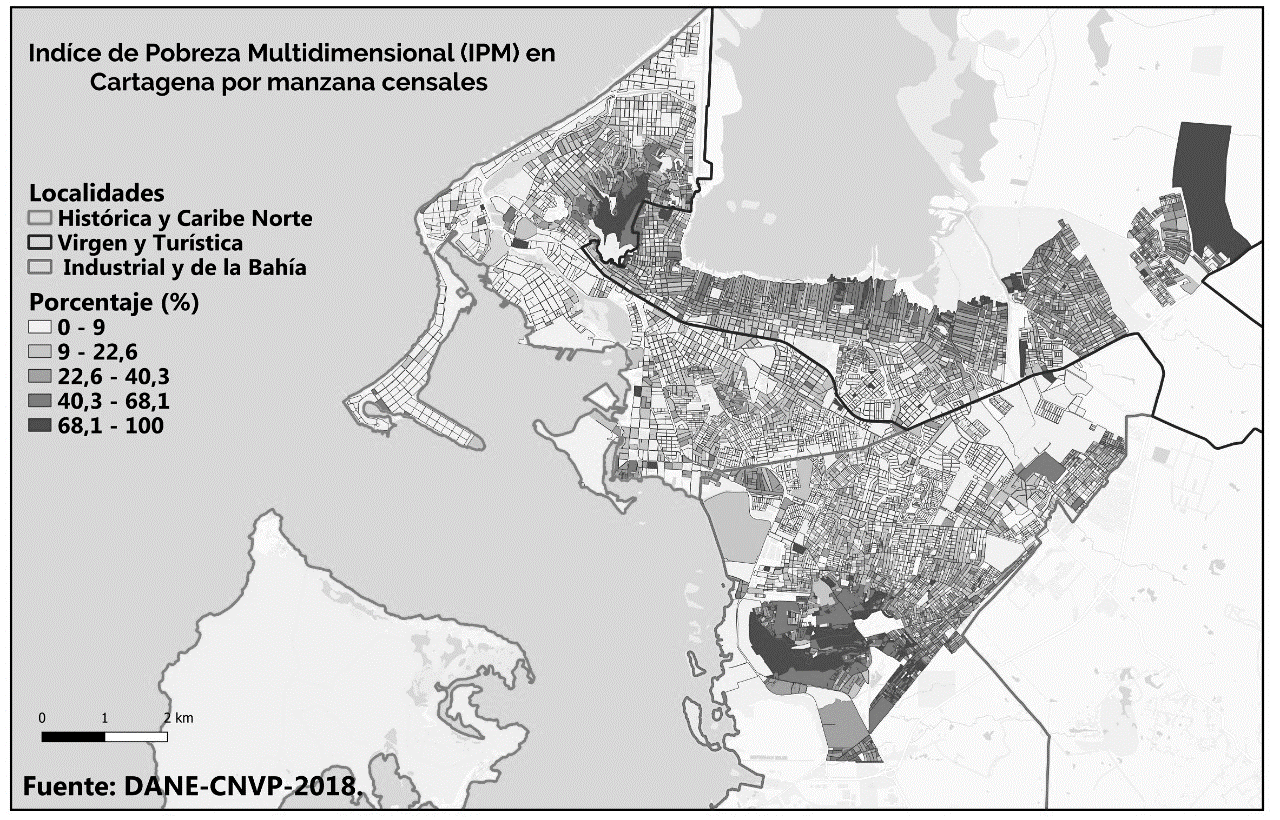 Indíce de Pobreza Multidimensional (IPM) en
Cartagena por manzana censales
Localidades
Histórica y Caribe Norte
Virgen y Turística
Industrial y de la Bahía
Porcentaje (%)
0 - 9
9 - 22,6
22,6 - 40,3
40,3 - 68,1
68,1 - 100
0 1 2 km
Fuente: DANE-CNVP-2018.